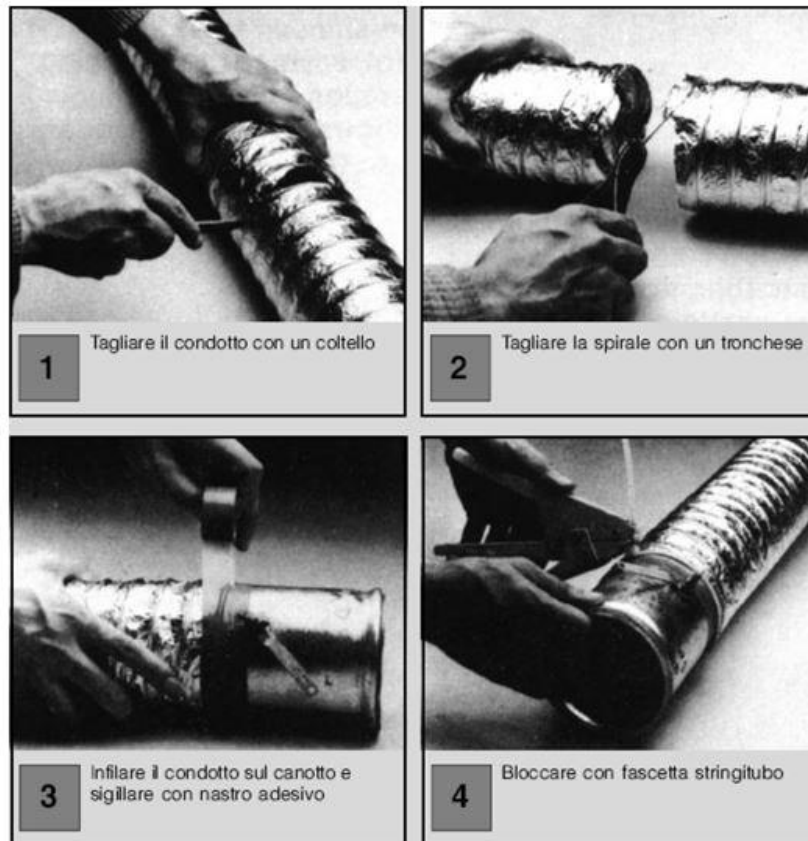 1
Tagliare il condotto con un coltello
2
Tagliare la spirale con un tronchese
3
Infilare il condotto sul canotto e
sigillare con nastro adesivo
4
Bloccare con fascetta stringitubo